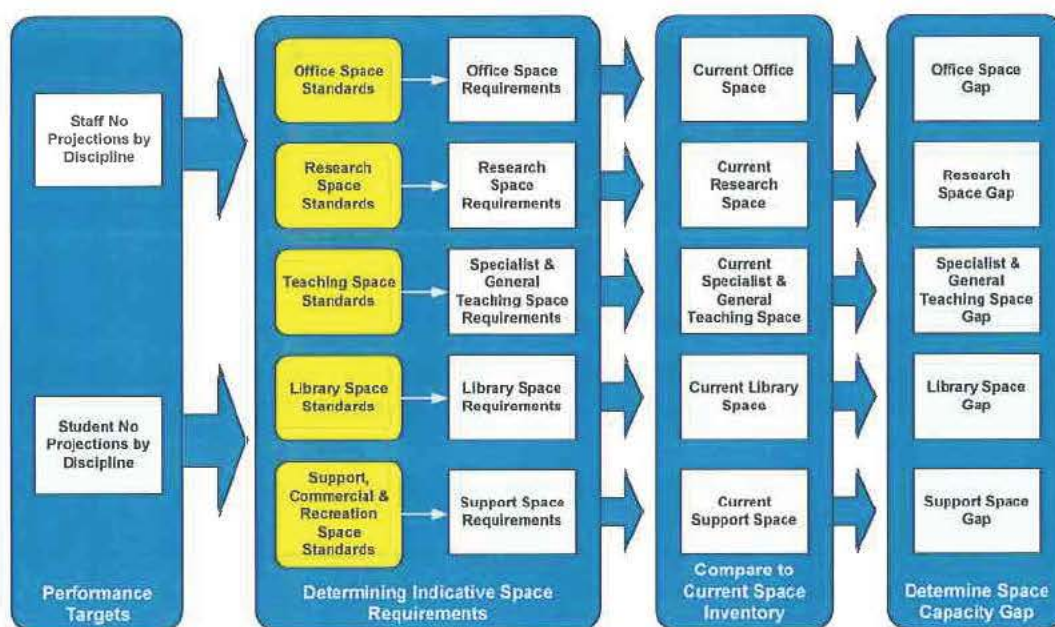 Staff No
Projections by
Discipline
Student No
Projections by
Discipline
Performance
Targets
Office Space
Standards
Office Space
Requirements
Research
Space
Standards
Research
Space
Requirements
Teaching Space
Standards
Specialist &
General
Teaching Space
Requirements
Library Space
Standards
Library Space
Requirements
Support,
Commercial &
Recreation
Space
Standards
Support Space
Requirements
Determining Indicative Space
Requirements
Current Office
Space
Current
Research
Space
Current
Specialist &
General
Teaching Space
Current Library
Space
Current
Support Space
Compare to
Current Space
Inventory
Office Space
Gap
Research
Space Gap
Specialist &
General
Teaching Space
Gap
Library Space
Gap
Support Space
Gap
Determine Space
Capacity Gap